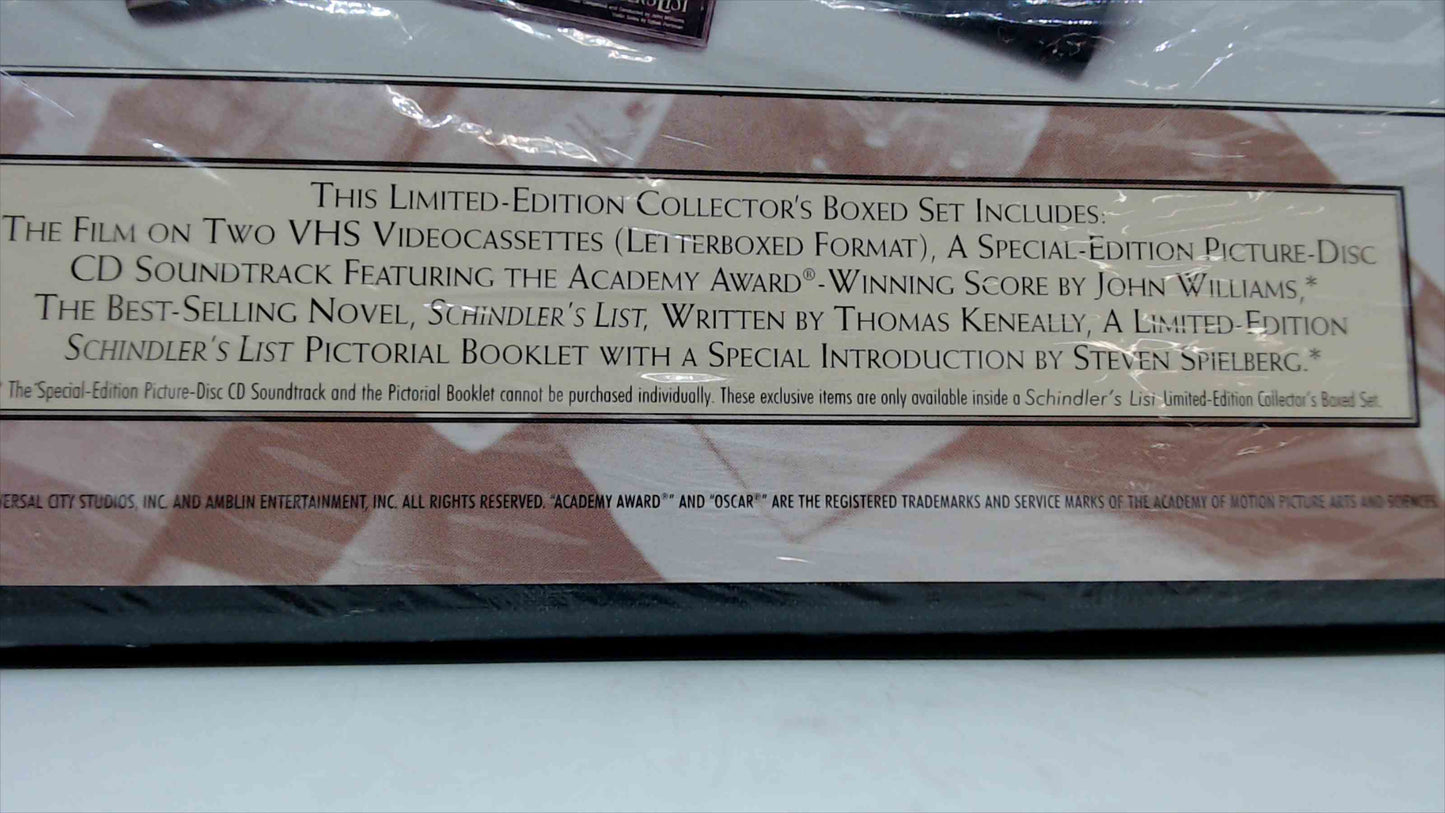 THIS LIMITED-EDITION COLLECTOR'S BOXED SET INCLUDES:
THE FILM ON TWO VHS VIDEOCASSETTES (LETTERBOXED FORMAT), A SPECIAL-EDITION PICTURE-DISC
CD SOUNDTRACK FEATURING THE ACADEMY AWARD®-WINNING SCORE BY JOHN WILLIAMS,*
THE BEST-SELLING NOVEL, SCHINDLER'S LIST, WRITTEN BY THOMAS KENEALLY, A LIMITED-EDITION
SCHINDLER'S LIST PICTORIAL BOOKLET WITH A SPECIAL INTRODUCTION BY STEVEN SPIELBERG.*
* The Special-Edition Picture-Disc CD Soundtrack and the Pictorial Booklet cannot be purchased individually. These exclusive items are only available inside a Schindler's List Limited-Edition Collector's Boxed Set.
ERSAL CITY STUDIOS, INC. AND AMBLIN ENTERTAINMENT, INC. ALL RIGHTS RESERVED. "ACADEMY AWARD®" AND "OSCAR®" ARE THE REGISTERED TRADEMARKS AND SERVICE MARKS OF THE ACADEMY OF MOTION PICTURE ARTS AND SCIENCES.